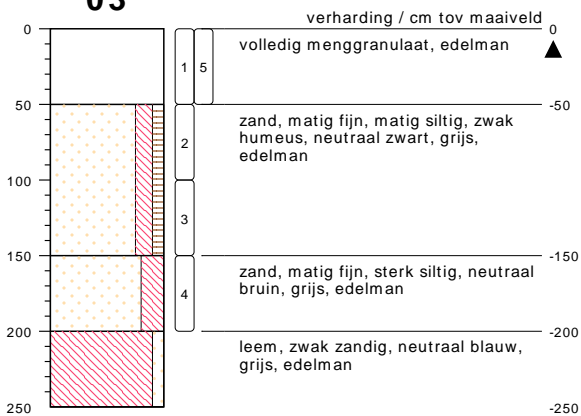 03
verharding / cm tov maaiveld
0
0
volledig menggranulaat, edelman
1
5
50
-50
zand, matig fijn, matig siltig, zwak
humeus, neutraal zwart, grijs,
edelman
2
100
3
150
-150
zand, matig fijn, sterk siltig, neutraal
bruin, grijs, edelman
4
200
-200
leem, zwak zandig, neutraal blauw,
grijs, edelman
250
-250